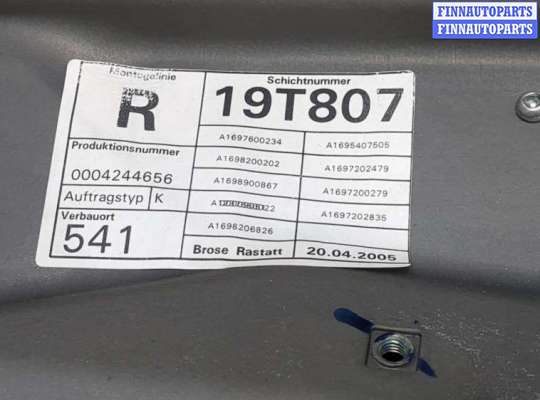 FINNAUTOPARTS
FINNAUTOPARTS
Montagelinie
R
Schichtnummer
19T807
Produktionsnummer
0004244656
Auftragstyp K
Verbauort
541
A1697600234
A1698200202
A1698900867
A1698206826
A1695407505
A1697202479
A1697200279
A1697202835
Brose Rastatt
20.04.2005